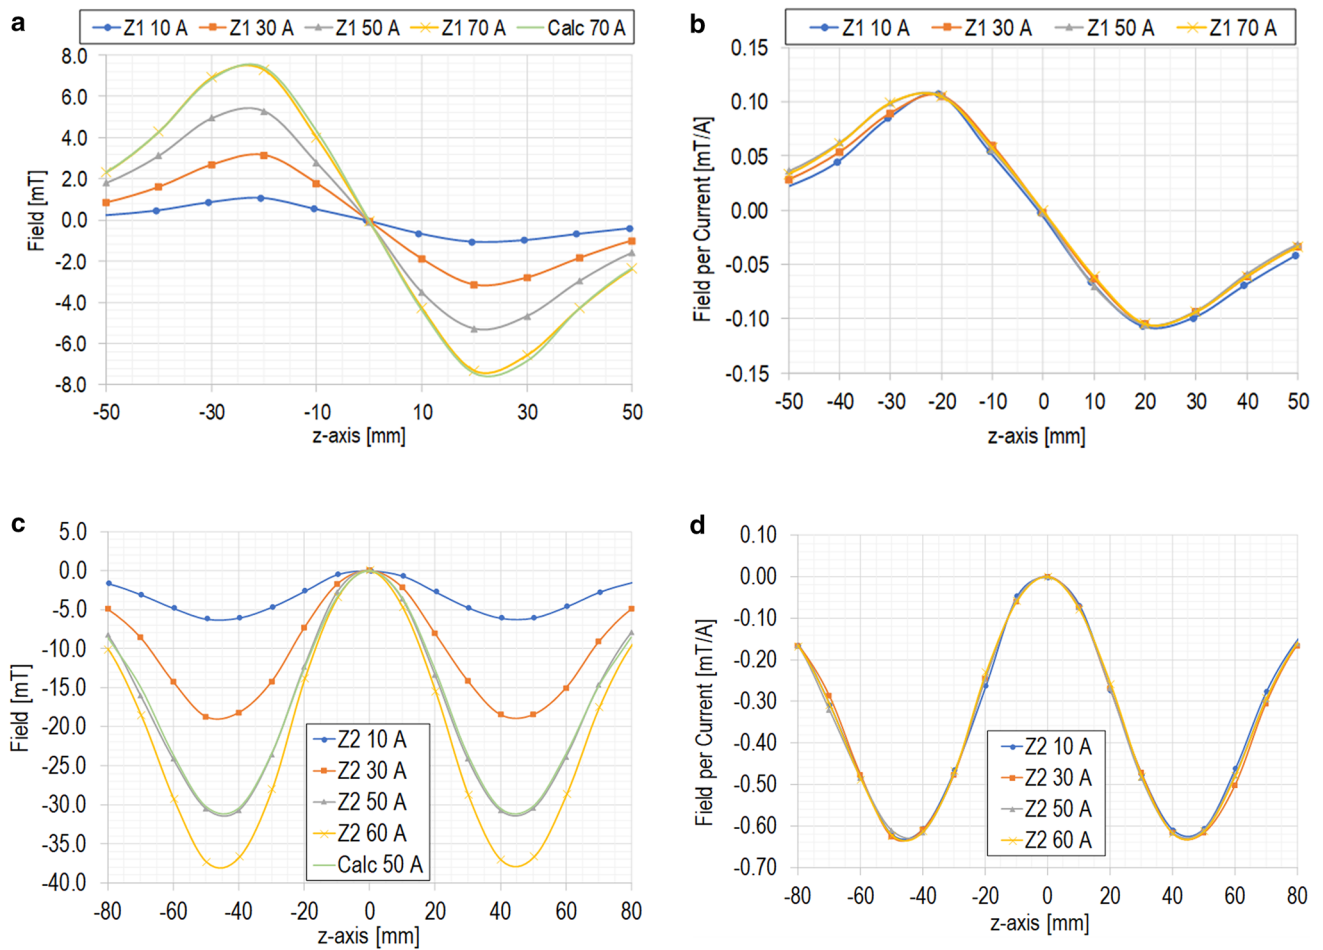 a
Z1 10 A Z1 30 A Z1 50 A Z1 70 A Calc 70 A
8.0
6.0
4.0
2.0
0.0
-2.0
-4.0
-6.0
-8.0
Field [mT]
-50 -30 -10 10 30 50
z-axis [mm]
b
Z1 10 A Z1 30 A Z1 50 A Z1 70 A
0.15
0.10
0.05
0.00
-0.05
-0.10
-0.15
Field per Current [mT/A]
-50 -40 -30 -20 -10 0 10 20 30 40 50
z-axis [mm]
c
5.0
0.0
-5.0
-10.0
-15.0
-20.0
-25.0
-30.0
-35.0
-40.0
Field [mT]
Z2 10 A
Z2 30 A
Z2 50 A
Z2 60 A
Calc 50 A
-80 -60 -40 -20 0 20 40 60 80
z-axis [mm]
d
0.10
0.00
-0.10
-0.20
-0.30
-0.40
-0.50
-0.60
-0.70
Field per Current [mT/A]
Z2 10 A
Z2 30 A
Z2 50 A
Z2 60 A
-80 -60 -40 -20 0 20 40 60 80
z-axis [mm]